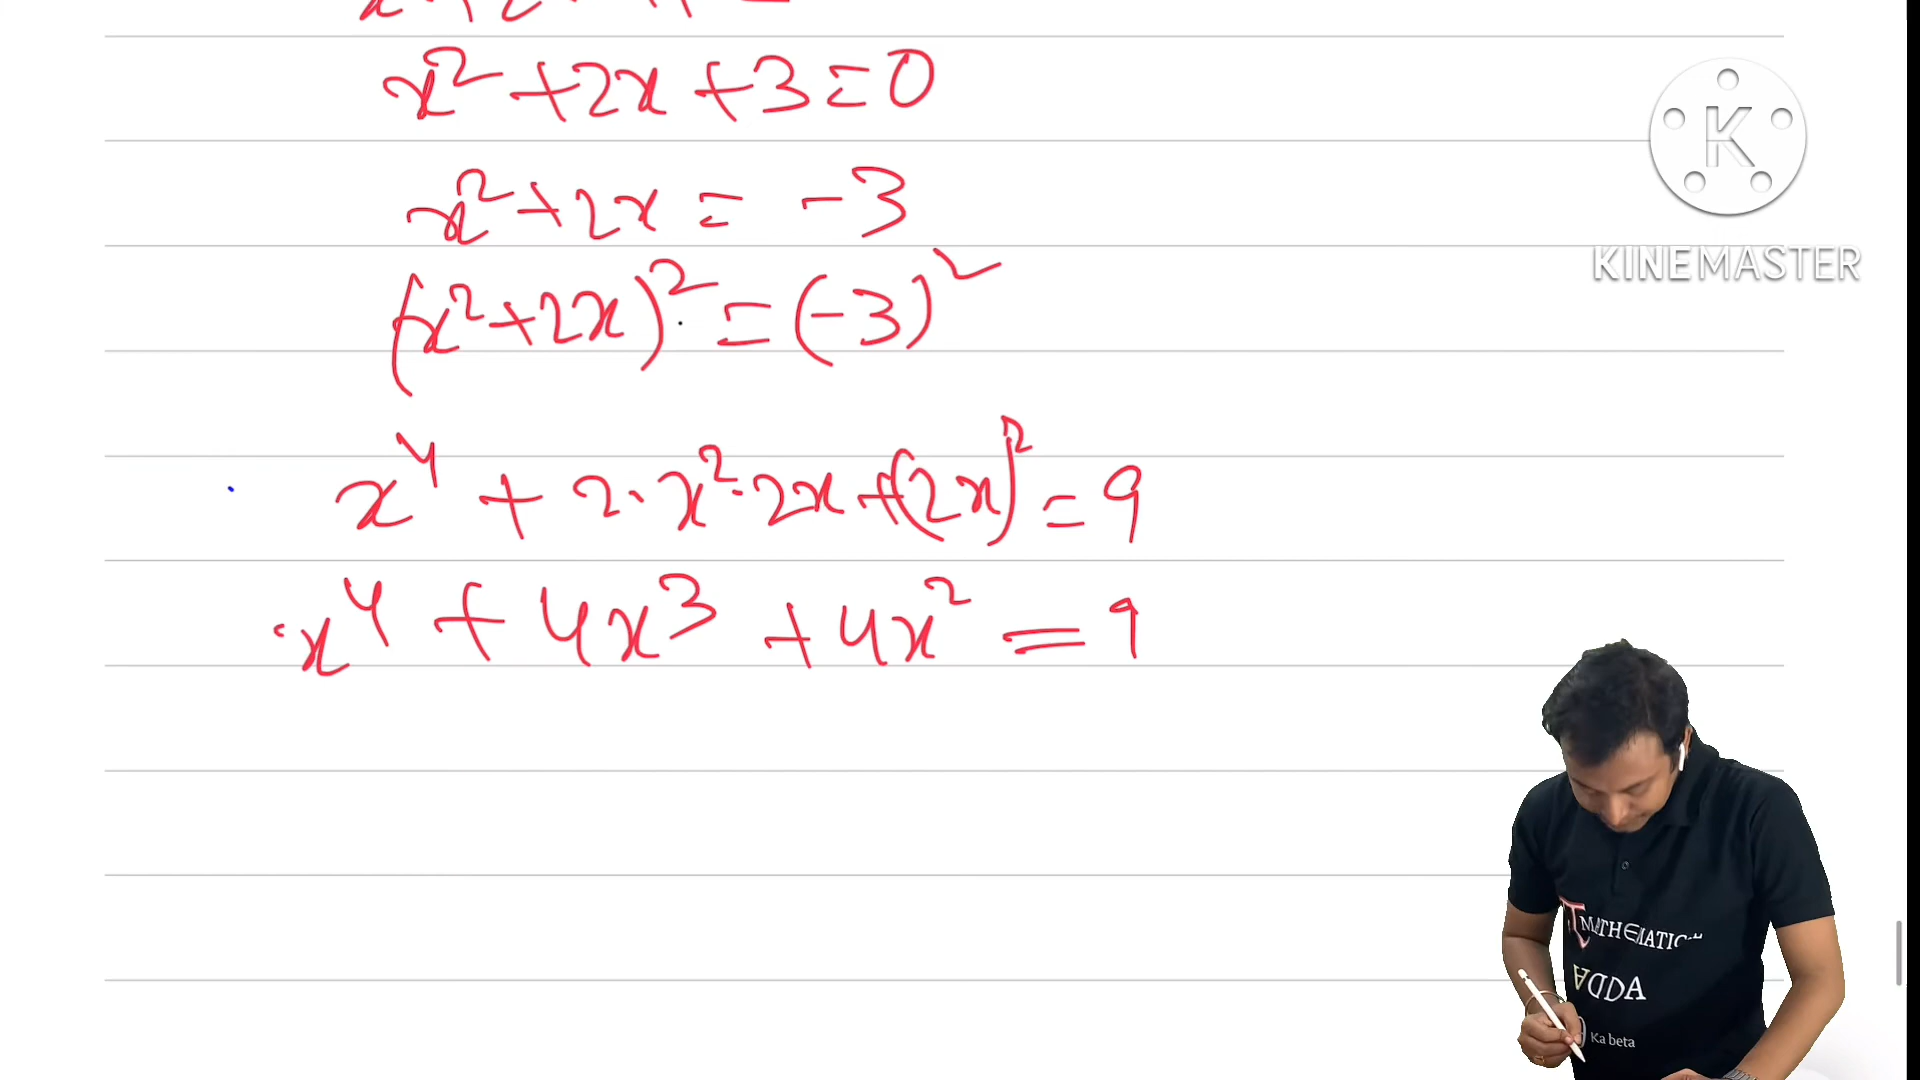 x² + 2x + 3 = 0
x² + 2x = -3
(x² + 2x)² = (-3)²
x⁴ + 2·x²·2x + (2x)² = 9
x⁴ + 4x³ + 4x² = 9
K
KINEMASTER
MATHEMATICS
ADDA
Ka beta